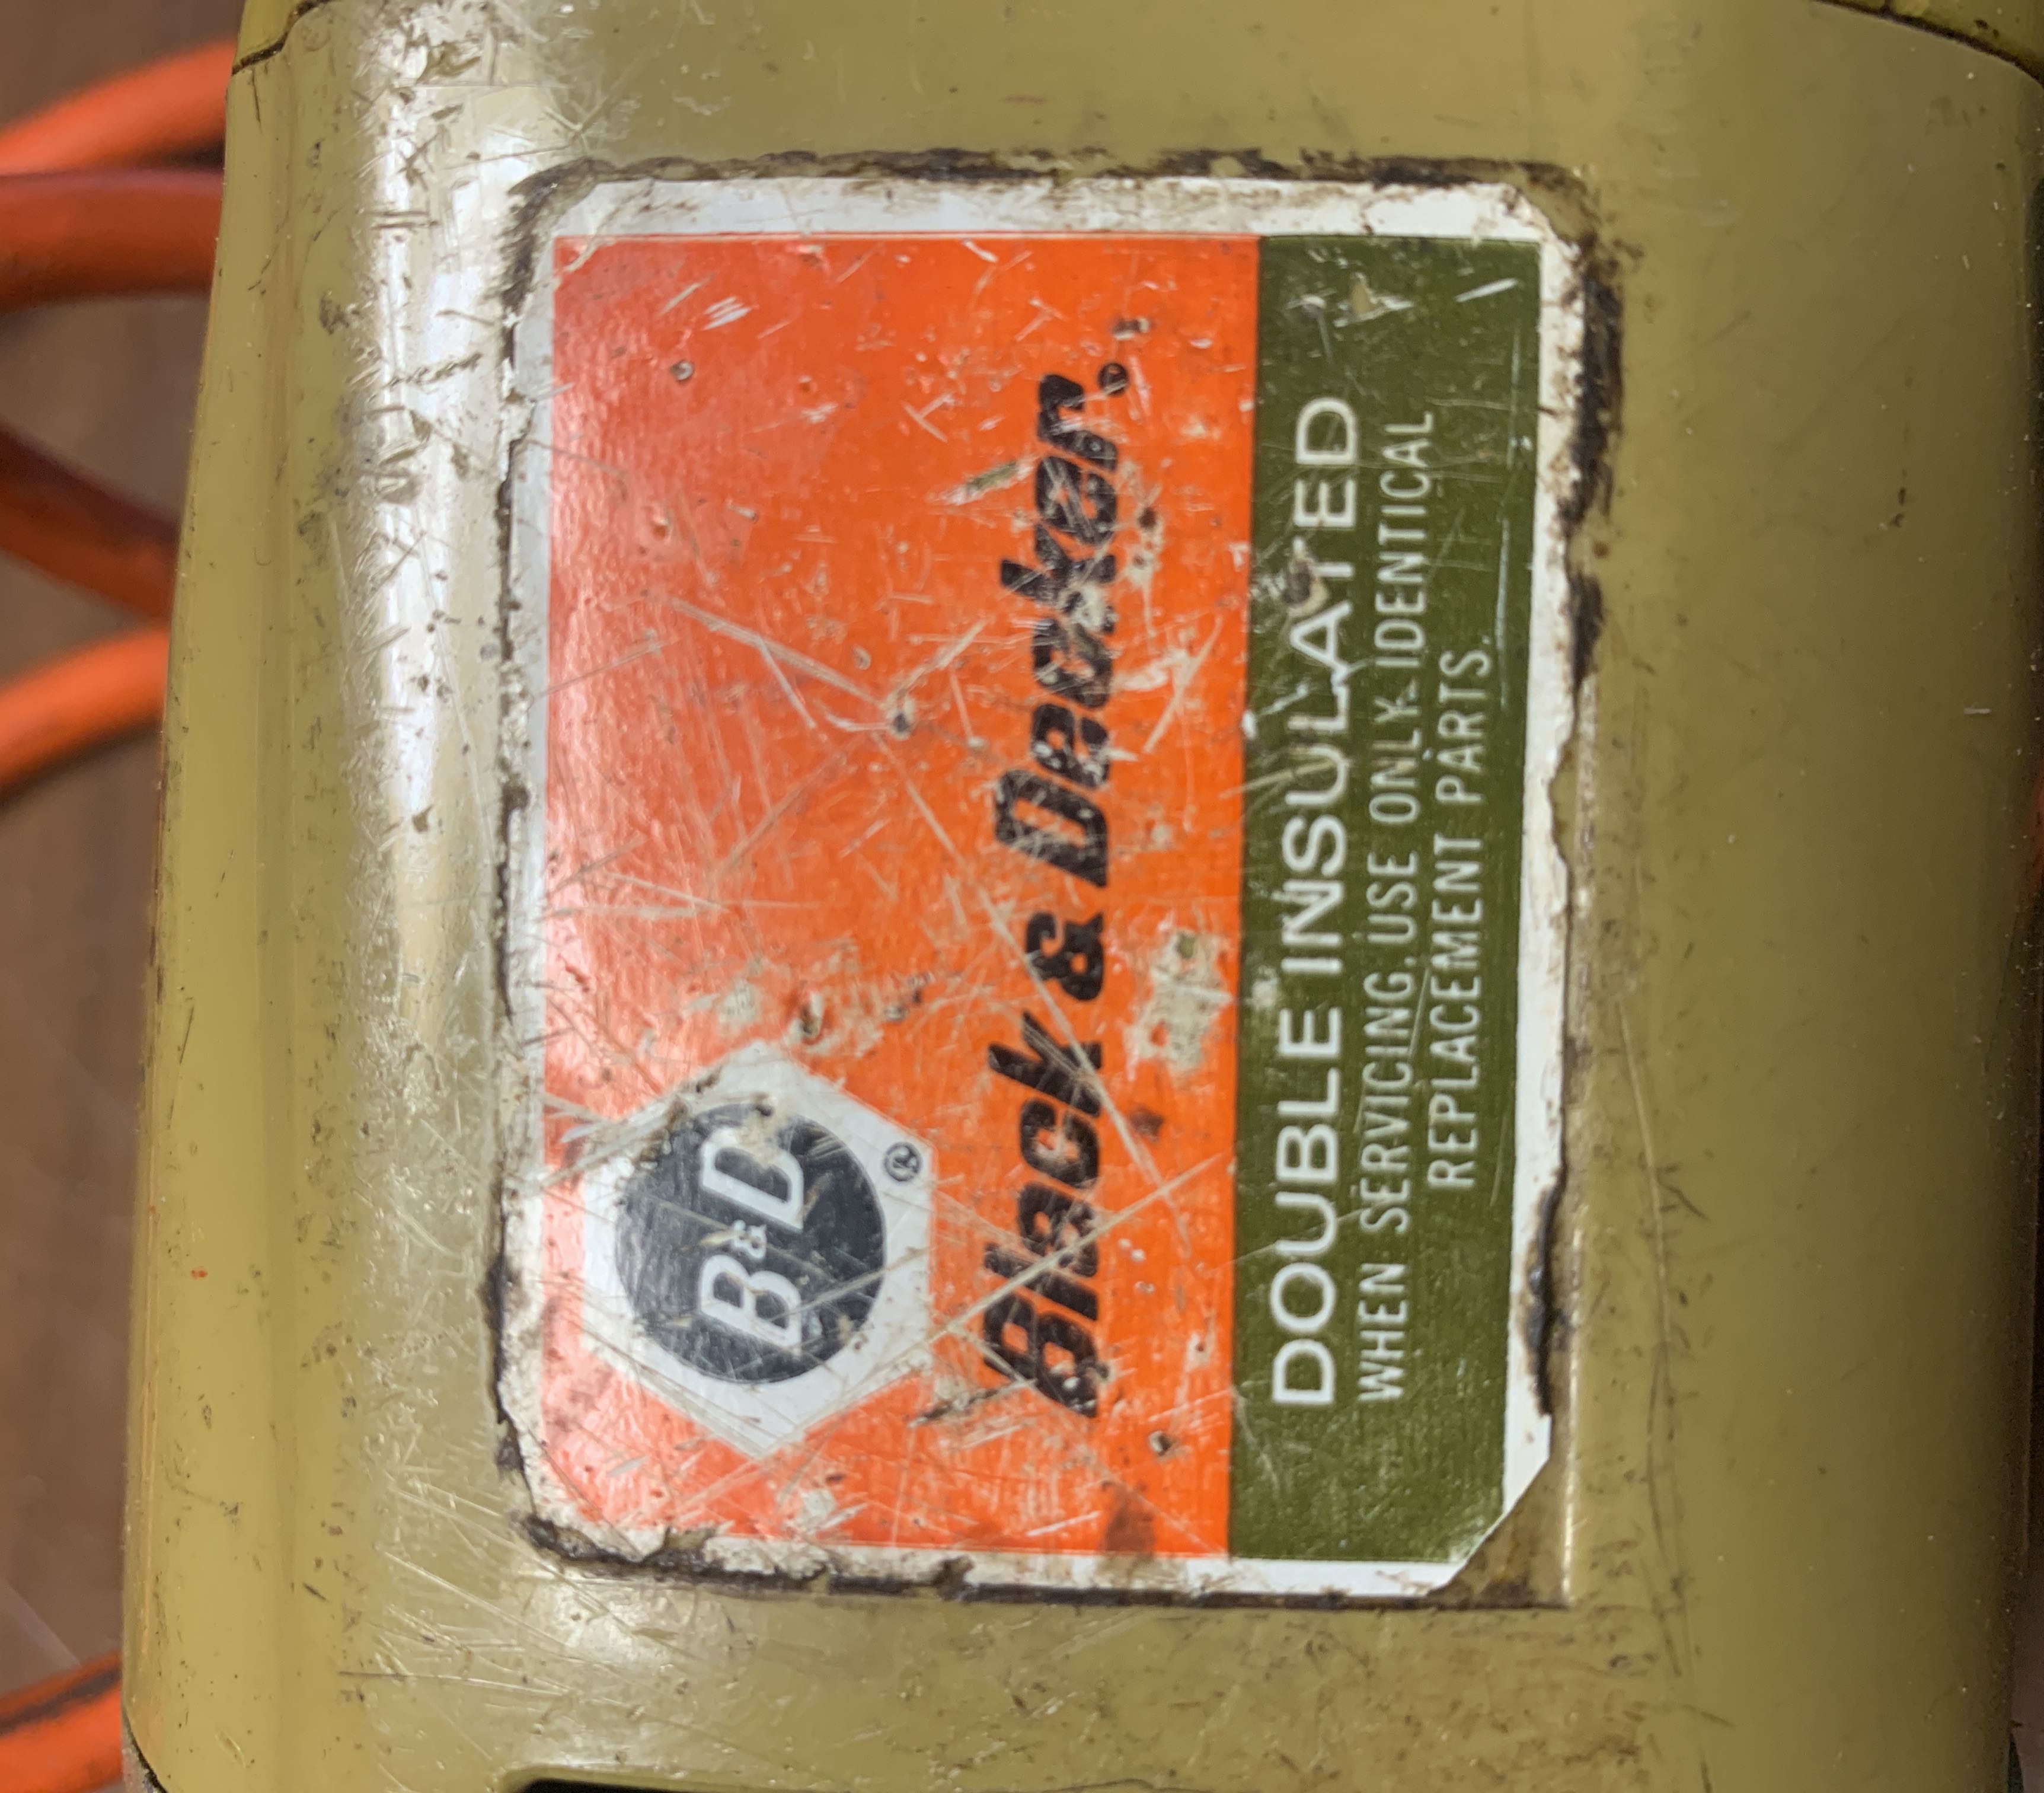 B&D®
Black & Decker®
DOUBLE INSULATED
WHEN SERVICING. USE ONLY. IDENTICAL
REPLACEMENT PARTS.